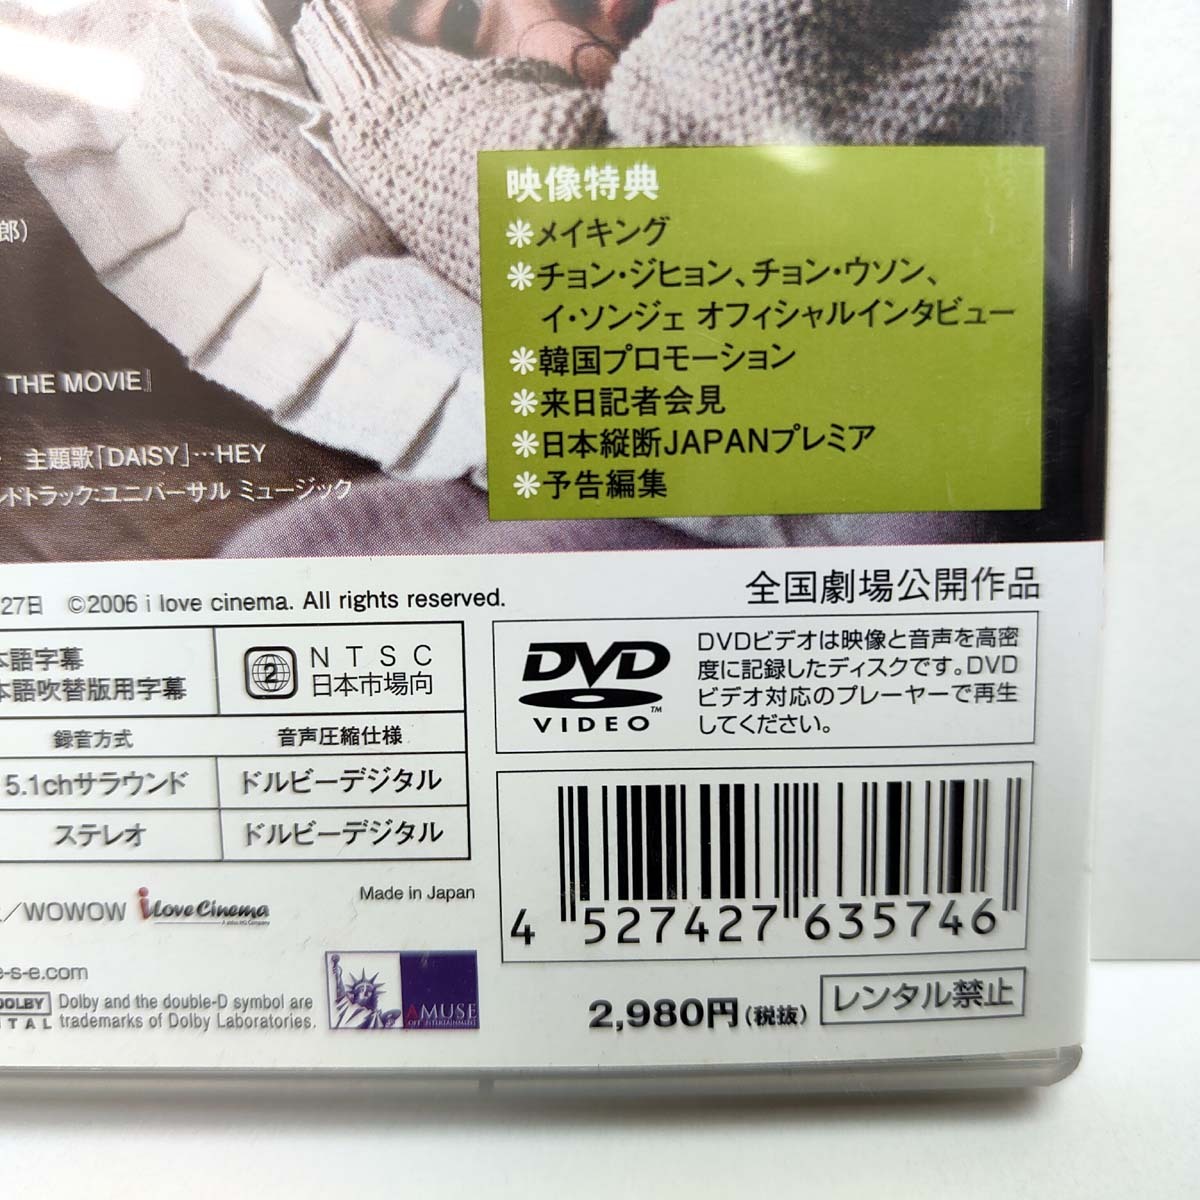 映像特典
❋メイキング
❋チョン・ジヒョン、チョン・ウソン、
イ・ソンジェ オフィシャルインタビュー
❋韓国プロモーション
❋来日記者会見
❋日本縦断JAPANプレミア
❋予告編集
郎)
THE MOVIE』
主題歌「DAISY」…HEY
ンドトラック:ユニバーサル ミュージック
27日 ©2006 i love cinema. All rights reserved.
全国劇場公開作品
本語字幕
本語吹替版用字幕
2
NTSC
日本市場向
録音方式
音声圧縮仕様
5.1chサラウンド
ドルビーデジタル
ステレオ
ドルビーデジタル
DVD
VIDEO™
DVDビデオは映像と音声を高密
度に記録したディスクです。DVD
ビデオ対応のプレーヤーで再生
してください。
4 527427 635746
／WOWOW
i Love Cinema
Made in Japan
e-s-e.com
DOLBY
ITAL
Dolby and the double-D symbol are
trademarks of Dolby Laboratories.
AMUSE
SOFT ENTERTAINMENT
2,980円(税抜)
レンタル禁止